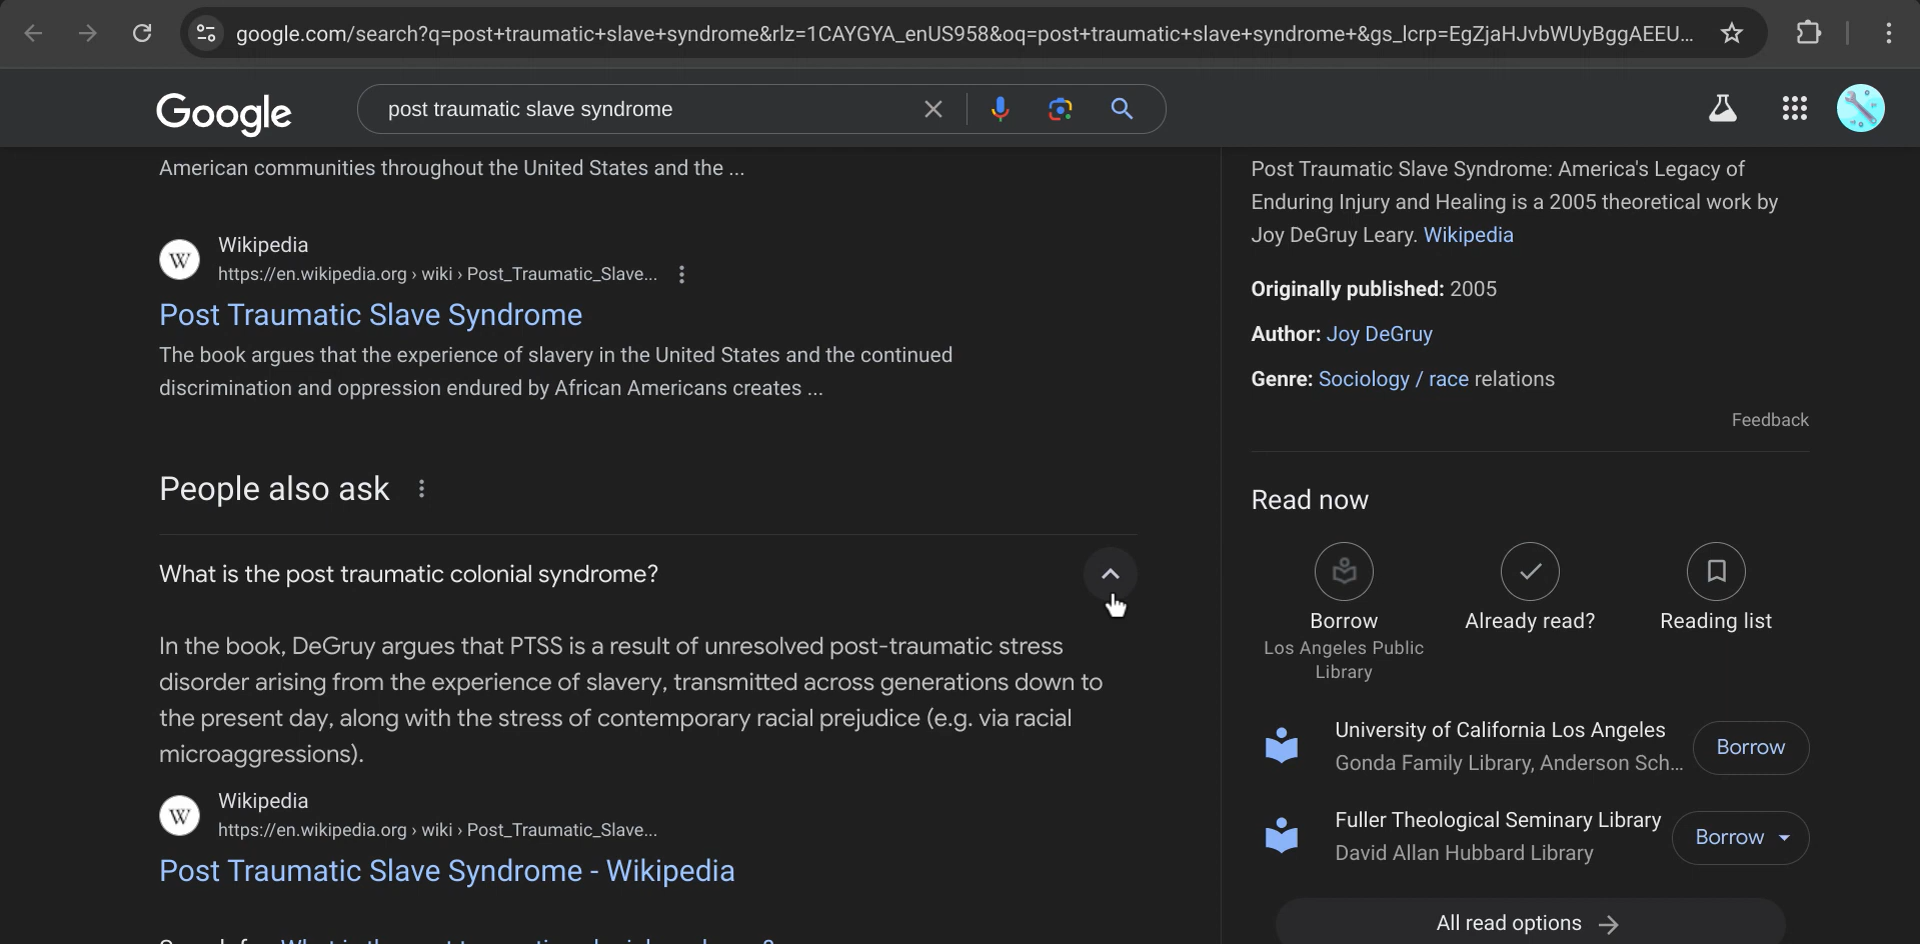 google.com/search?q=post+traumatic+slave+syndrome&rlz=1CAYGYA_enUS958&oq=post+traumatic+slave+syndrome+&gs_lcrp=EgZjaHJvbWUyBggAEEU...
Google
post traumatic slave syndrome
American communities throughout the United States and the ...
Wikipedia
https://en.wikipedia.org › wiki › Post_Traumatic_Slave...
Post Traumatic Slave Syndrome
The book argues that the experience of slavery in the United States and the continued
discrimination and oppression endured by African Americans creates ...
People also ask
What is the post traumatic colonial syndrome?
In the book, DeGruy argues that PTSS is a result of unresolved post-traumatic stress
disorder arising from the experience of slavery, transmitted across generations down to
the present day, along with the stress of contemporary racial prejudice (e.g. via racial
microaggressions).
Wikipedia
https://en.wikipedia.org › wiki › Post_Traumatic_Slave...
Post Traumatic Slave Syndrome - Wikipedia
Post Traumatic Slave Syndrome: America's Legacy of
Enduring Injury and Healing is a 2005 theoretical work by
Joy DeGruy Leary. Wikipedia
Originally published: 2005
Author: Joy DeGruy
Genre: Sociology / race relations
Feedback
Read now
Borrow
Los Angeles Public
Library
Already read?
Reading list
University of California Los Angeles
Gonda Family Library, Anderson Sch...
Borrow
Fuller Theological Seminary Library
David Allan Hubbard Library
Borrow
All read options